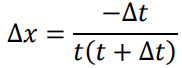 Δx = −Δt / t(t + Δt)